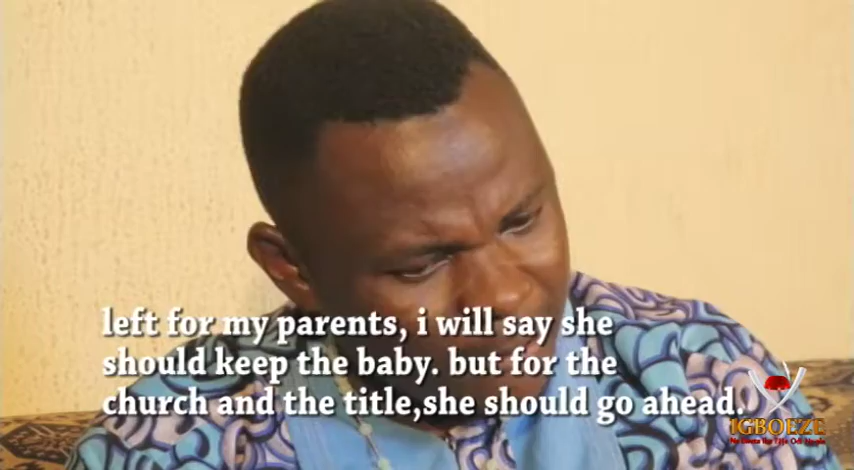 left for my parents, i will say she
should keep the baby. but for the
church and the title,she should go ahead.
IGBOEZE